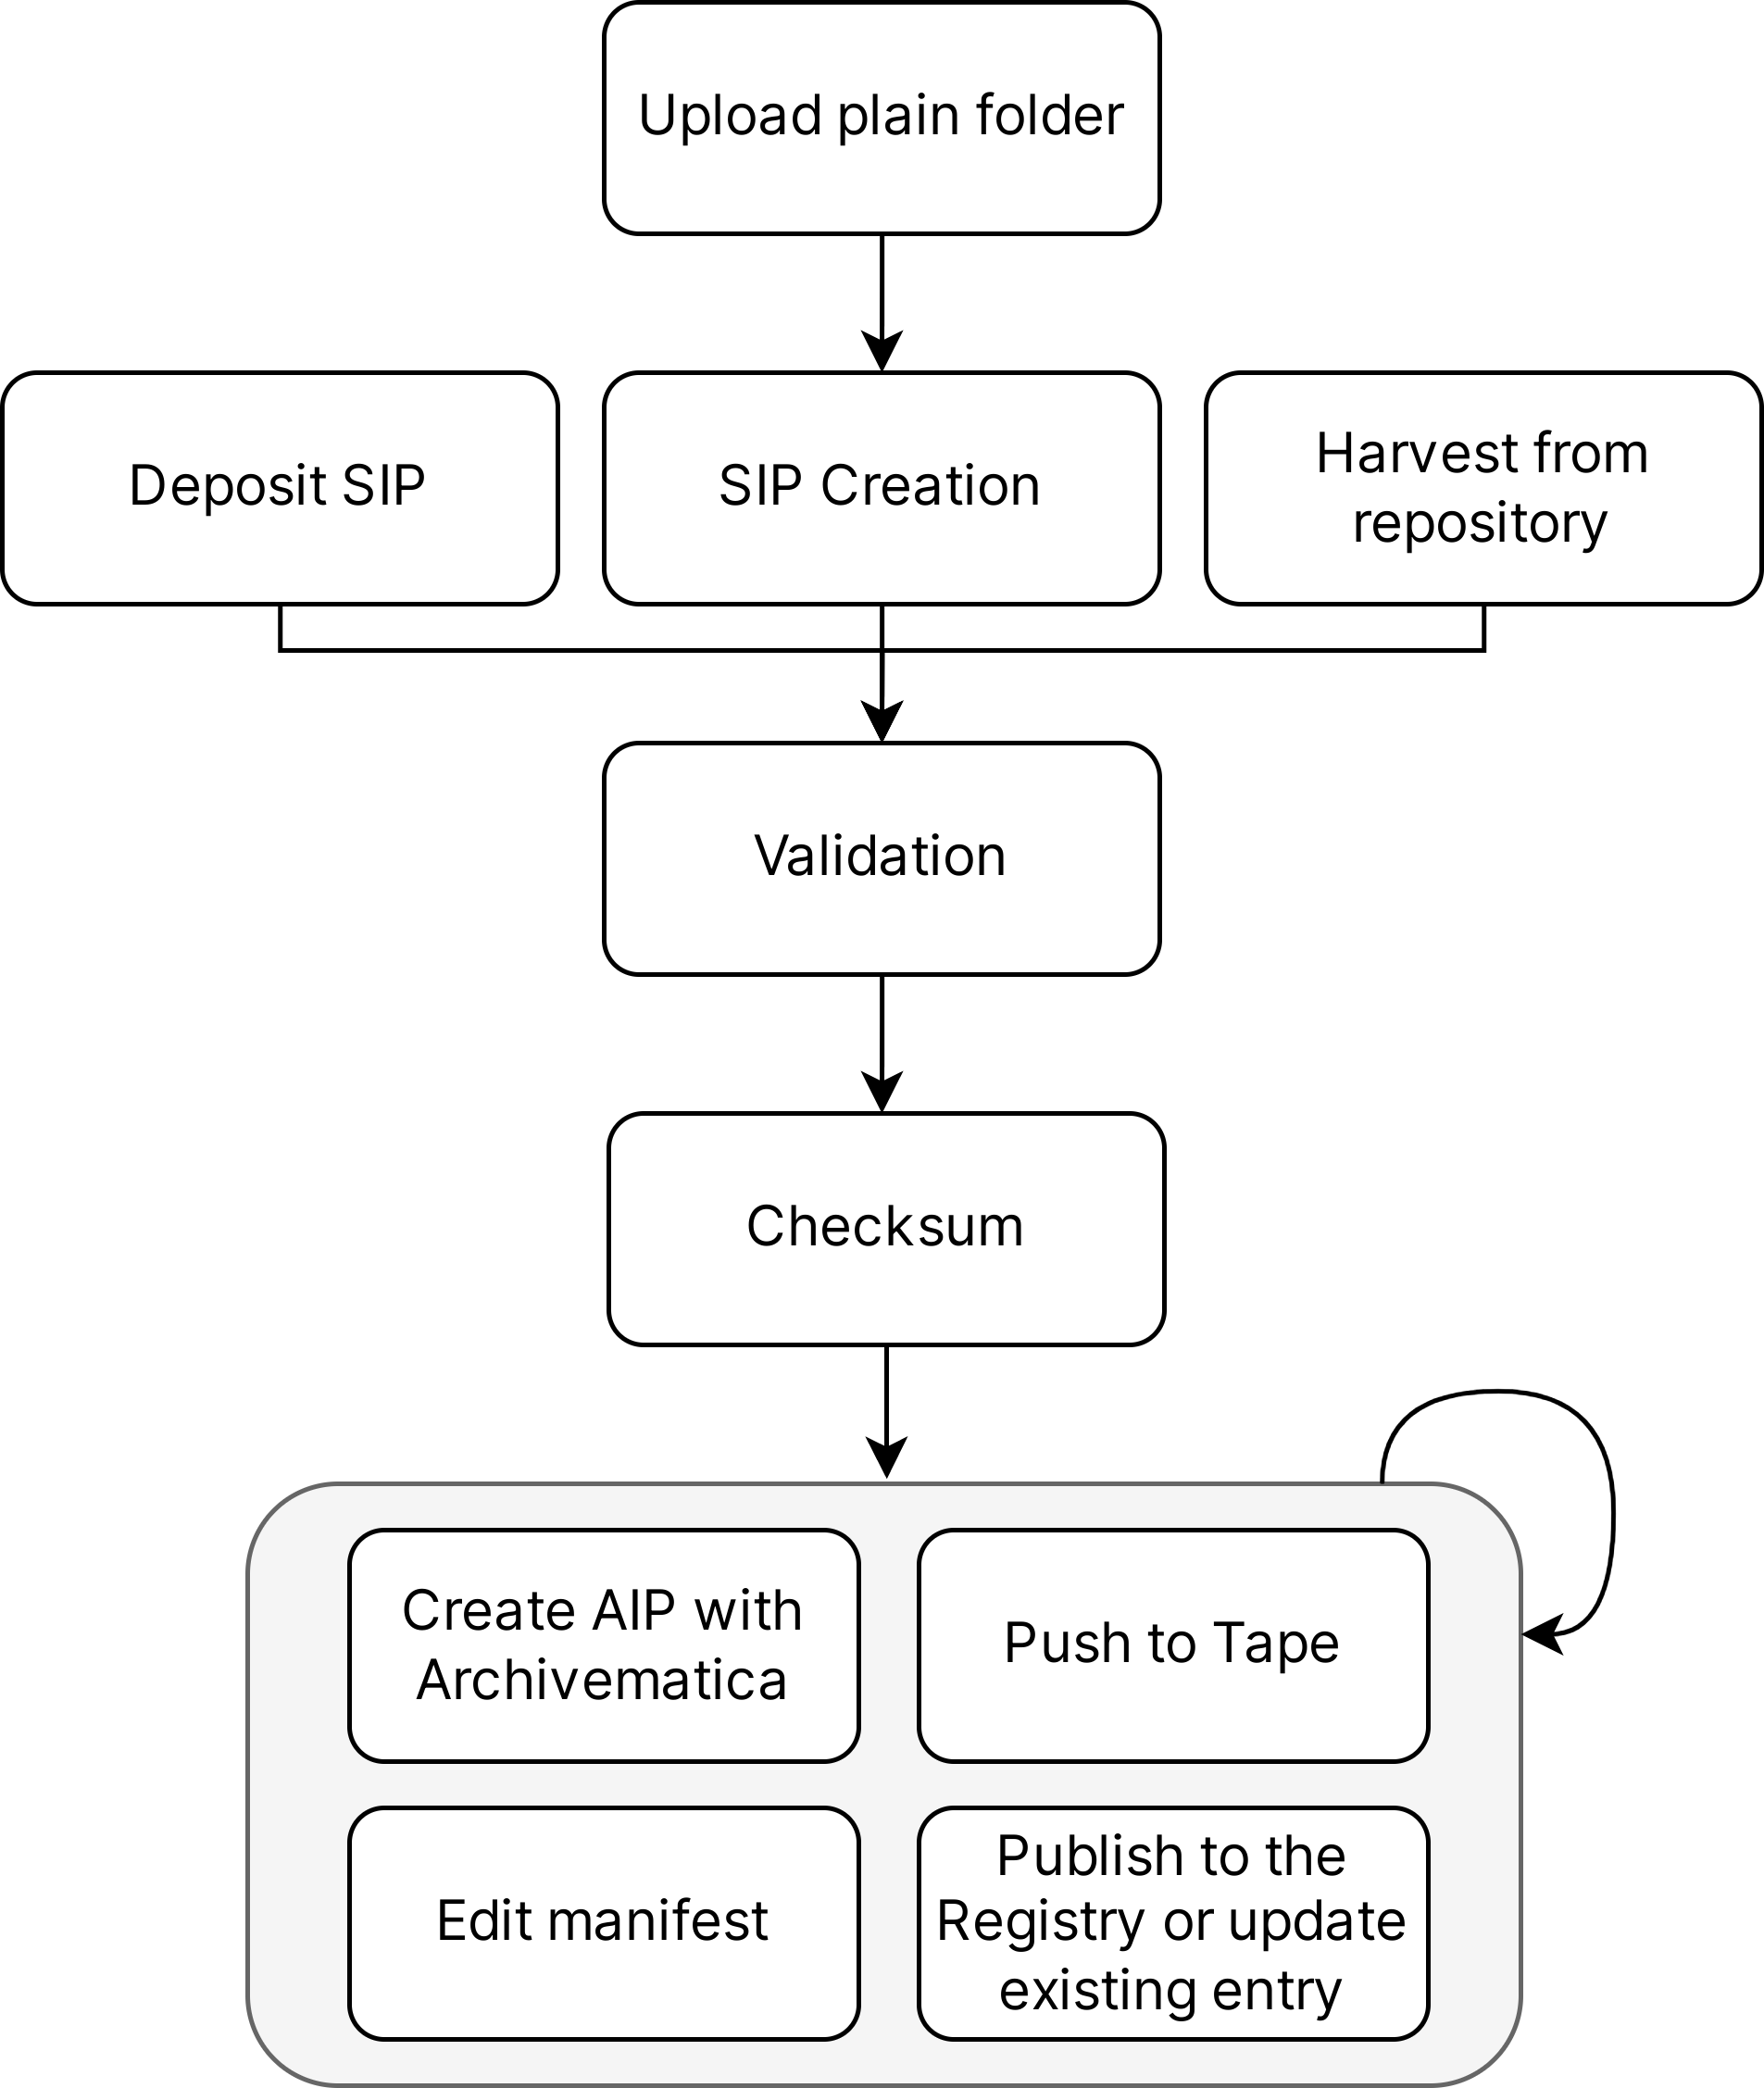 Upload plain folder
Deposit SIP
SIP Creation
Harvest from
repository
Validation
Checksum
Create AIP with
Archivematica
Push to Tape
Edit manifest
Publish to the
Registry or update
existing entry